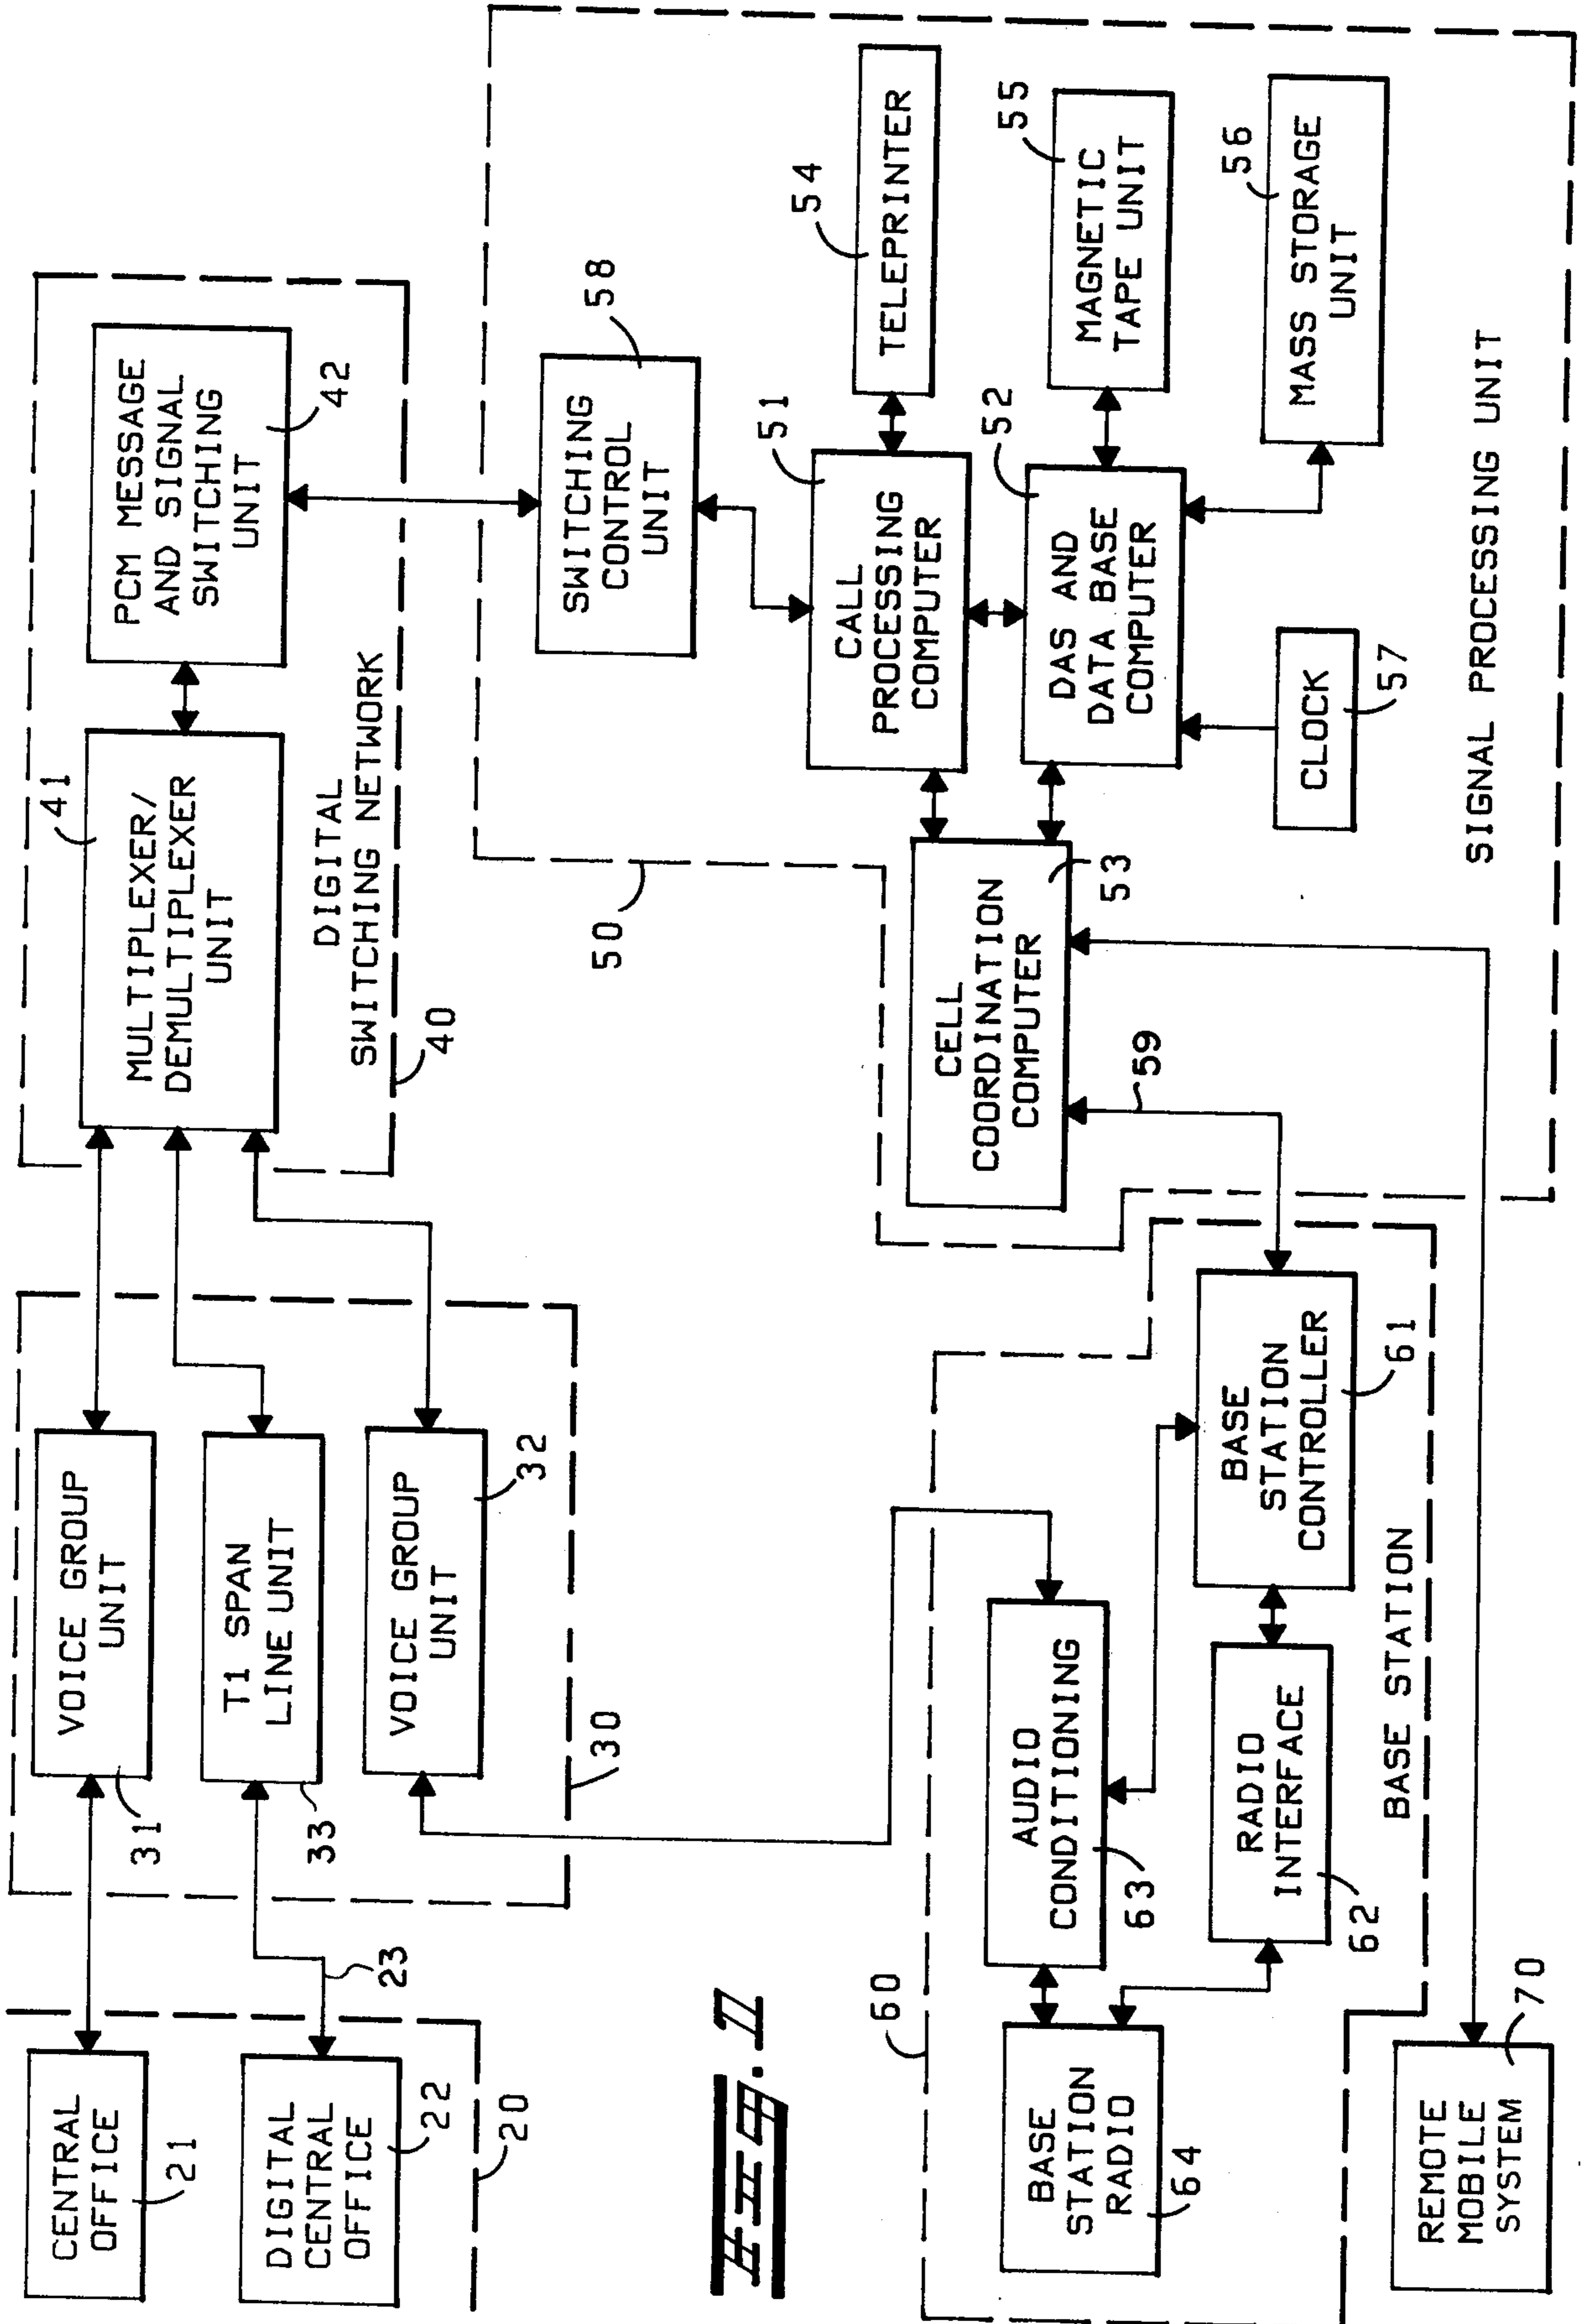 CENTRAL
OFFICE
21
DIGITAL
CENTRAL
OFFICE
22
20
23
VOICE GROUP
UNIT
31
T1 SPAN
LINE UNIT
33
VOICE GROUP
UNIT
32
30
MULTIPLEXER/
DEMULTIPLEXER
UNIT
41
PCM MESSAGE
AND SIGNAL
SWITCHING
UNIT
42
DIGITAL
SWITCHING NETWORK
40
SWITCHING
CONTROL
UNIT
58
50
CALL
PROCESSING
COMPUTER
51
TELEPRINTER
54
DAS AND
DATA BASE
COMPUTER
52
MAGNETIC
TAPE UNIT
55
MASS STORAGE
UNIT
56
CLOCK
57
CELL
COORDINATION
COMPUTER
53
59
SIGNAL PROCESSING UNIT
60
BASE
STATION
RADIO
64
AUDIO
CONDITIONING
63
RADIO
INTERFACE
62
BASE
STATION
CONTROLLER
61
BASE STATION
REMOTE
MOBILE
SYSTEM
70